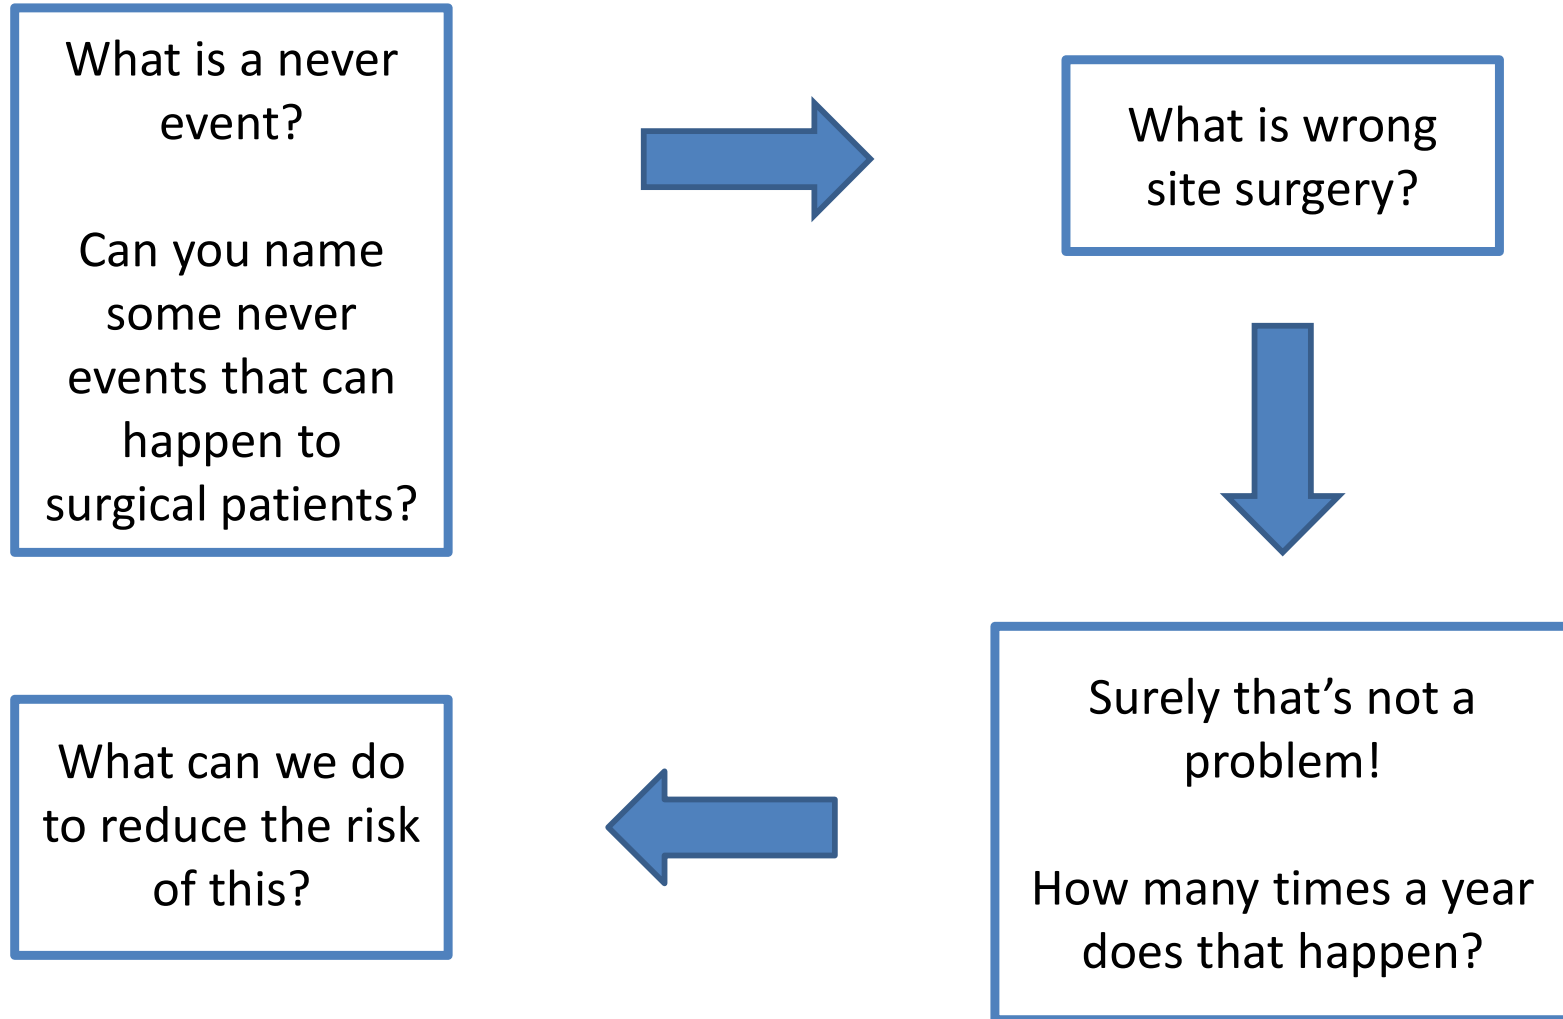 What is a never
event?
Can you name
some never
events that can
happen to
surgical patients?
What is wrong
site surgery?
Surely that’s not a
problem!
How many times a year
does that happen?
What can we do
to reduce the risk
of this?